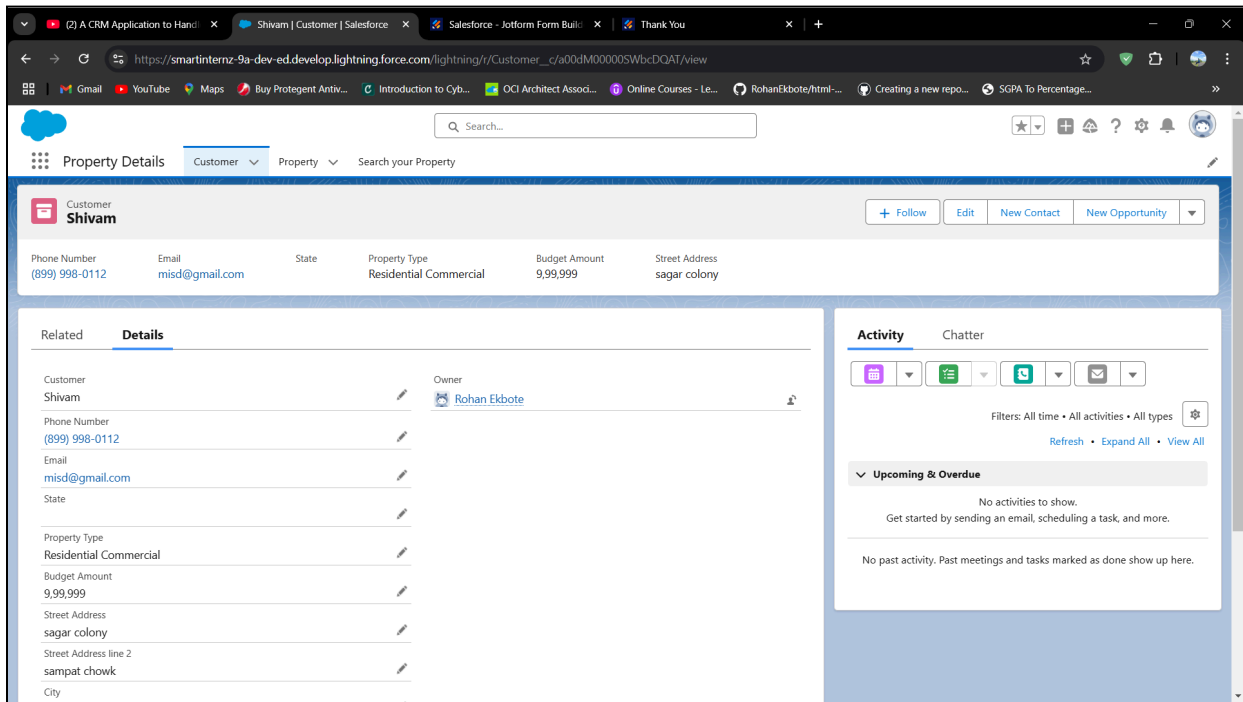 (2) A CRM Application to Handl
Shivam | Customer | Salesforce
Salesforce - Jotform Form Build
Thank You
https://smartinternz-9a-dev-ed.develop.lightning.force.com/lightning/r/Customer__c/a00dM00000SWbcDQAT/view
Gmail YouTube Maps Buy Protegent Antiv... Introduction to Cyb... OCI Architect Associ... Online Courses - Le... RohanEkbote/html-... Creating a new repo... SGPA To Percentage... »
Search...
Property Details Customer Property Search your Property
Customer
Shivam
+ Follow Edit New Contact New Opportunity
Phone Number Email State Property Type Budget Amount Street Address
(899) 998-0112 misd@gmail.com Residential Commercial 9,99,999 sagar colony
Related Details
Customer
Shivam
Phone Number
(899) 998-0112
Email
misd@gmail.com
State
Property Type
Residential Commercial
Budget Amount
9,99,999
Street Address
sagar colony
Street Address line 2
sampat chowk
City
Owner
Rohan Ekbote
Activity Chatter
Filters: All time • All activities • All types
Refresh • Expand All • View All
Upcoming & Overdue
No activities to show.
Get started by sending an email, scheduling a task, and more.
No past activity. Past meetings and tasks marked as done show up here.